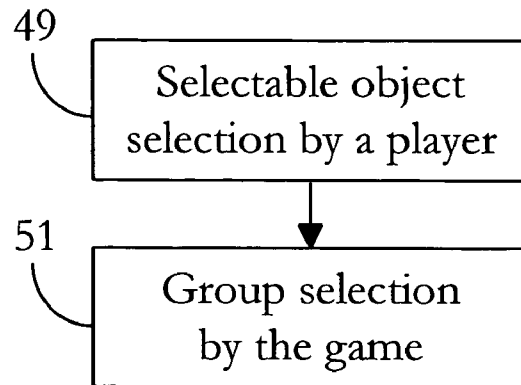 49
Selectable object
selection by a player
51
Group selection
by the game